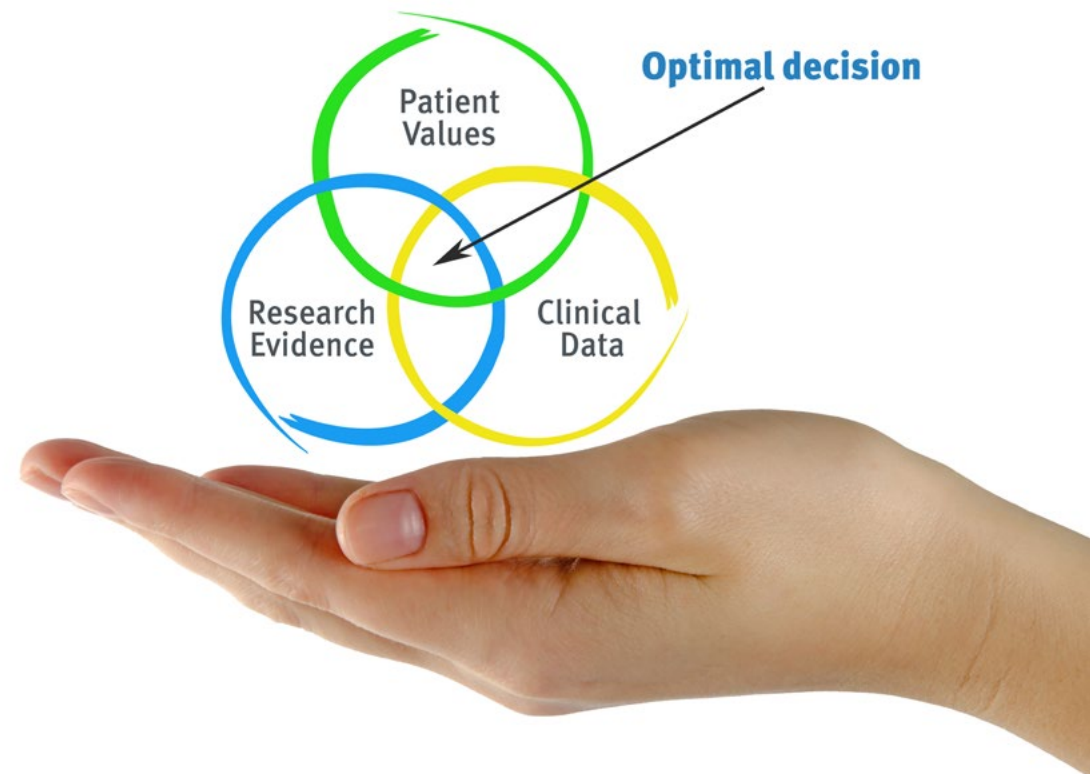 Optimal decision
Patient
Values
Research
Evidence
Clinical
Data